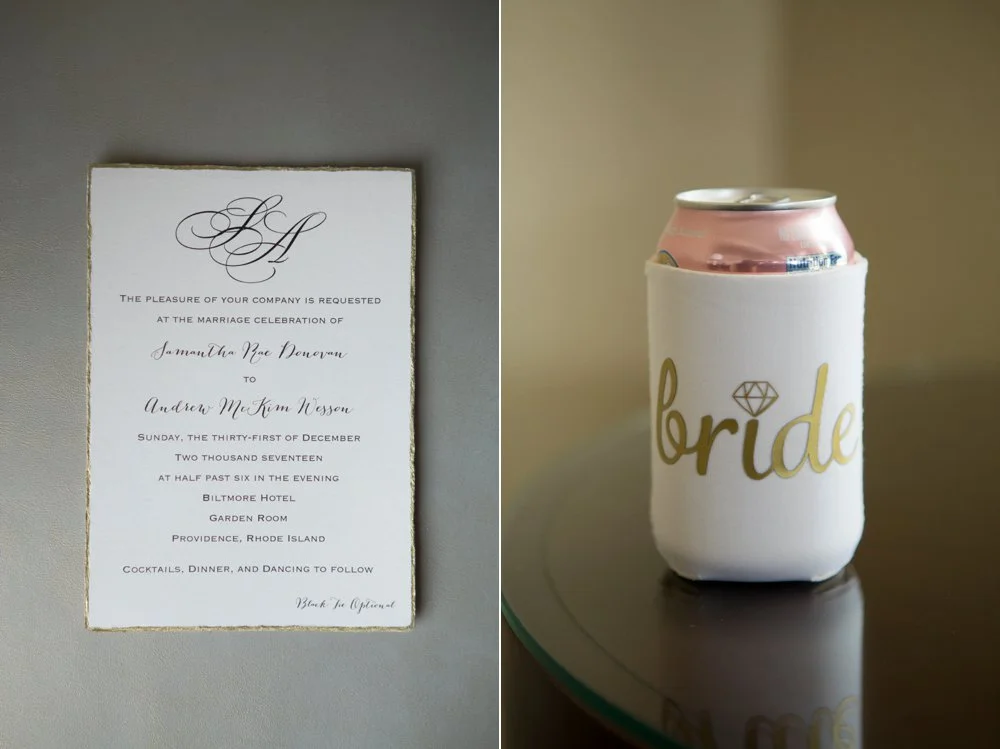 SA
The pleasure of your company is requested
at the marriage celebration of
Samantha Rae Donovan
to
Andrew McKim Wesson
Sunday, the thirty-first of December
Two thousand seventeen
at half past six in the evening
Biltmore Hotel
Garden Room
Providence, Rhode Island
Cocktails, Dinner, and Dancing to follow
Black Tie Optional
Nutrition
bride